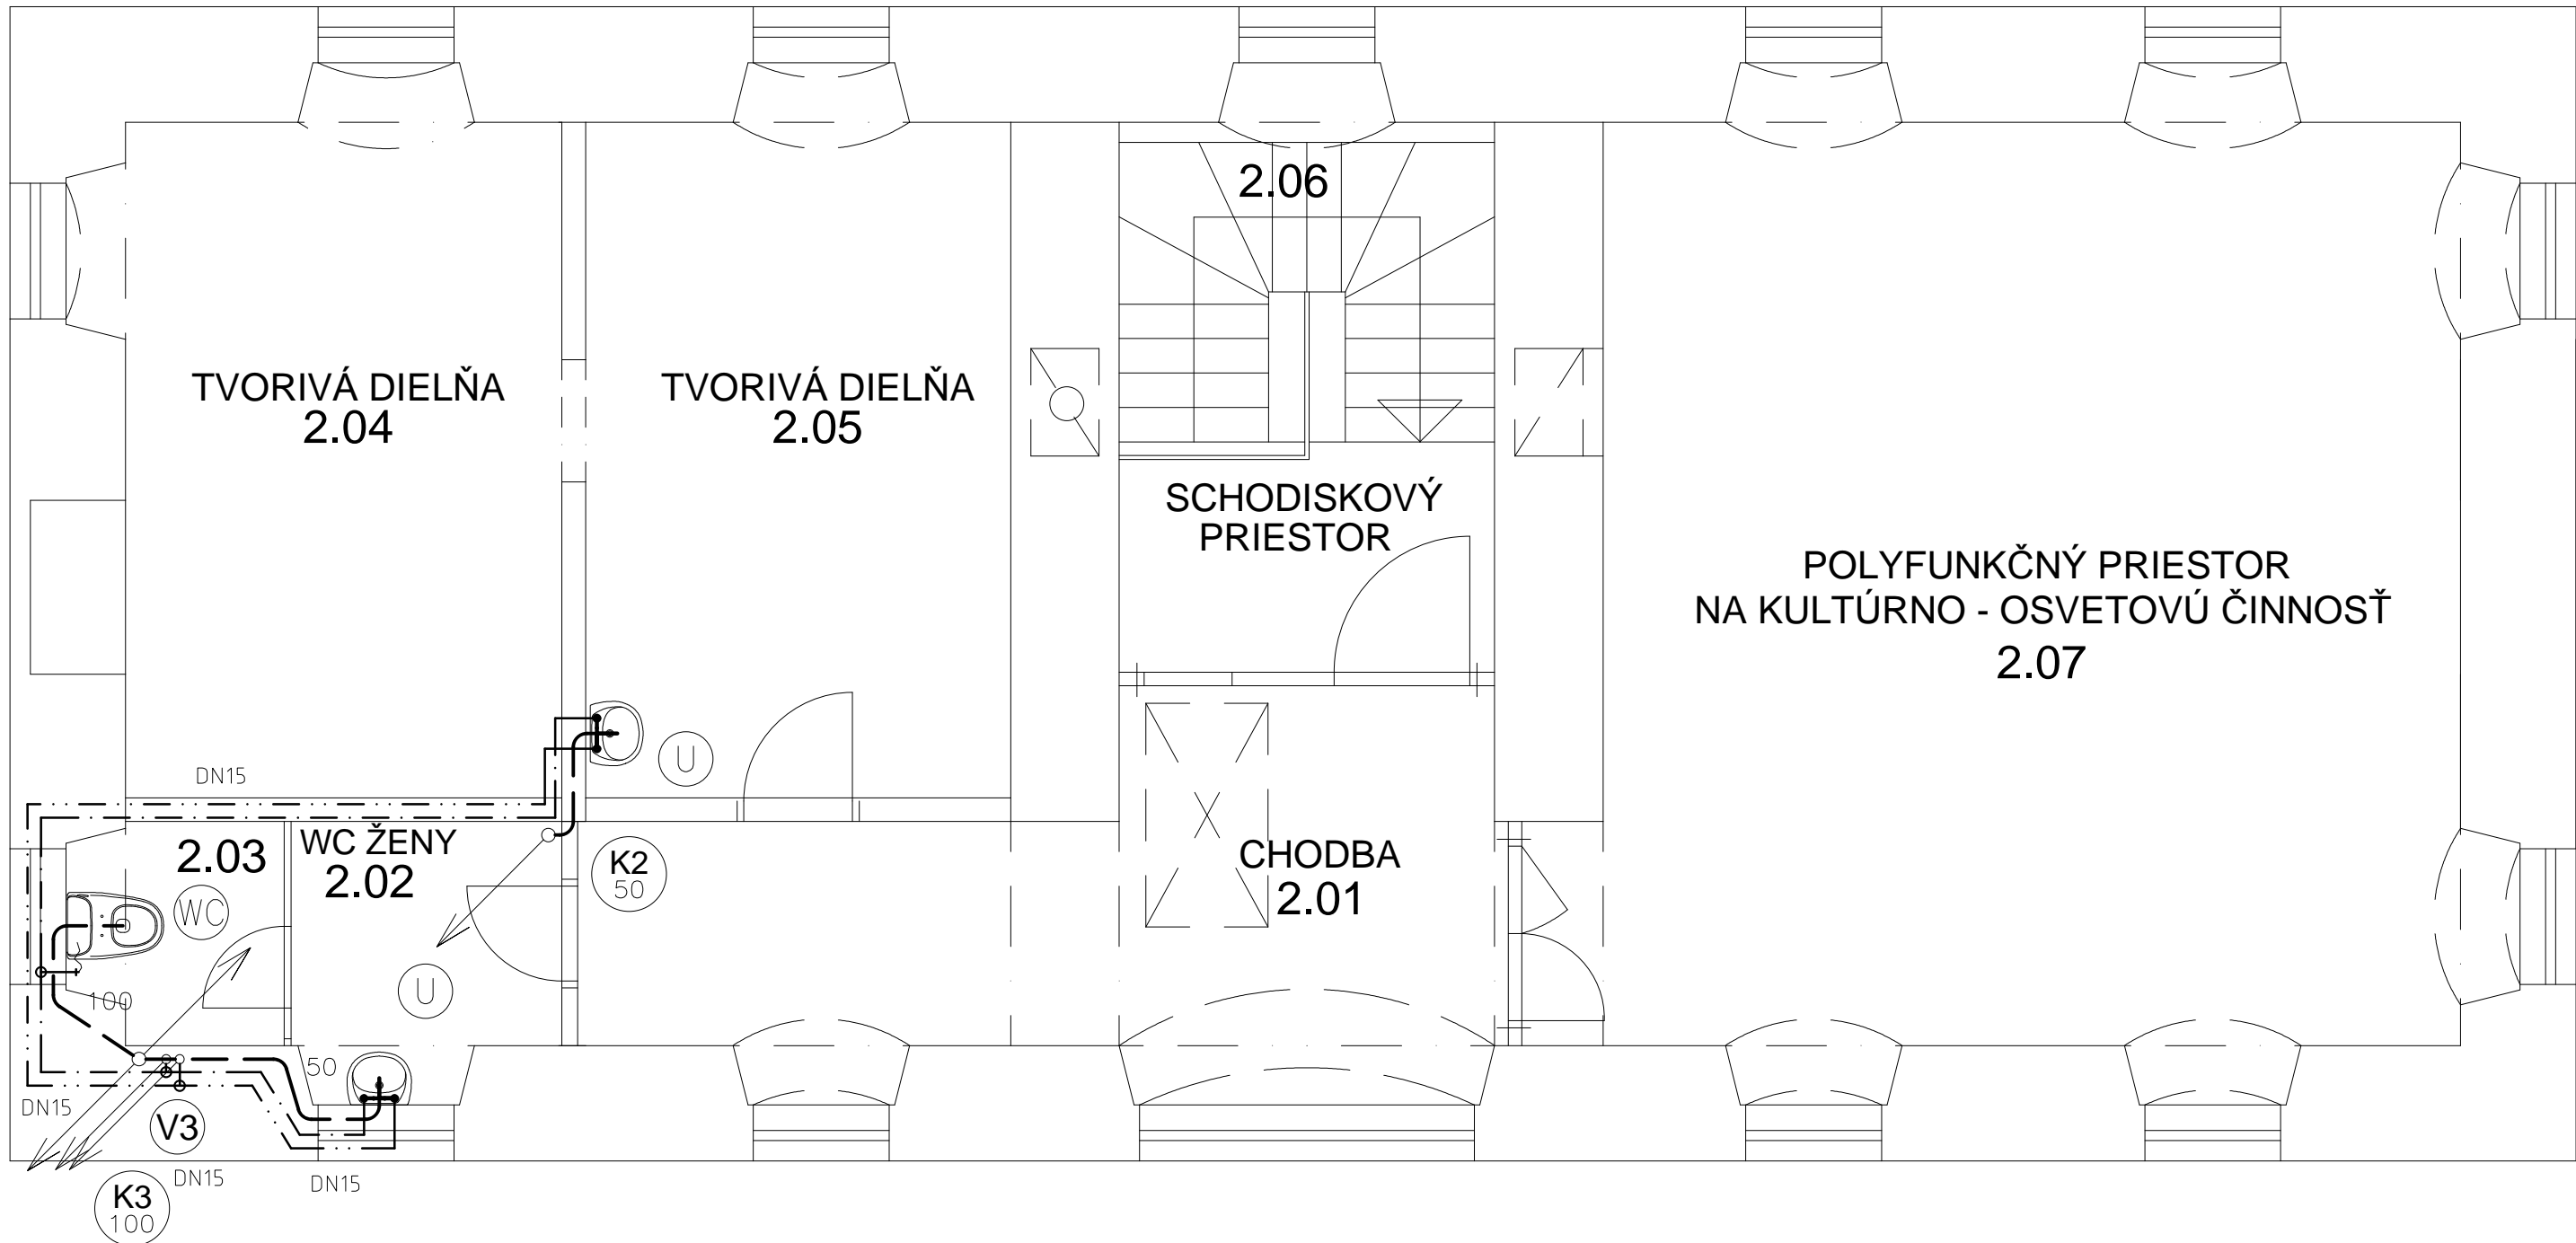 2.06
TVORIVÁ DIELŇA
2.04
TVORIVÁ DIELŇA
2.05
SCHODISKOVÝ
PRIESTOR
POLYFUNKČNÝ PRIESTOR
NA KULTÚRNO - OSVETOVÚ ČINNOSŤ
2.07
U
DN15
2.03
WC ŽENY
2.02
K2
50
CHODBA
2.01
WC
U
100
50
DN15
V3
DN15
DN15
K3
100